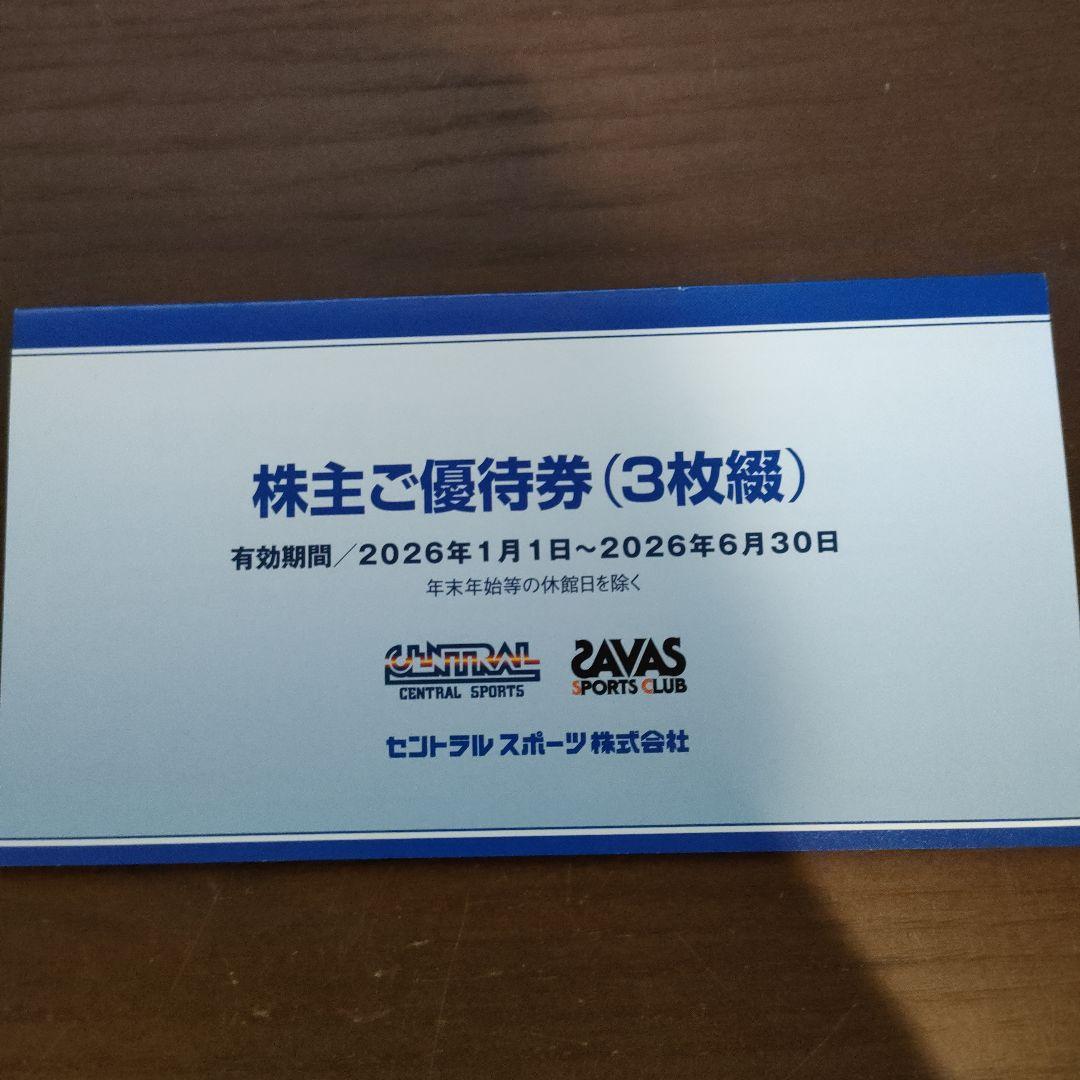 株主ご優待券(3枚綴)
有効期間/2026年1月1日〜2026年6月30日
年末年始等の休館日を除く
CENTRAL SAVAS
CENTRAL SPORTS SPORTS CLUB
セントラルスポーツ株式会社